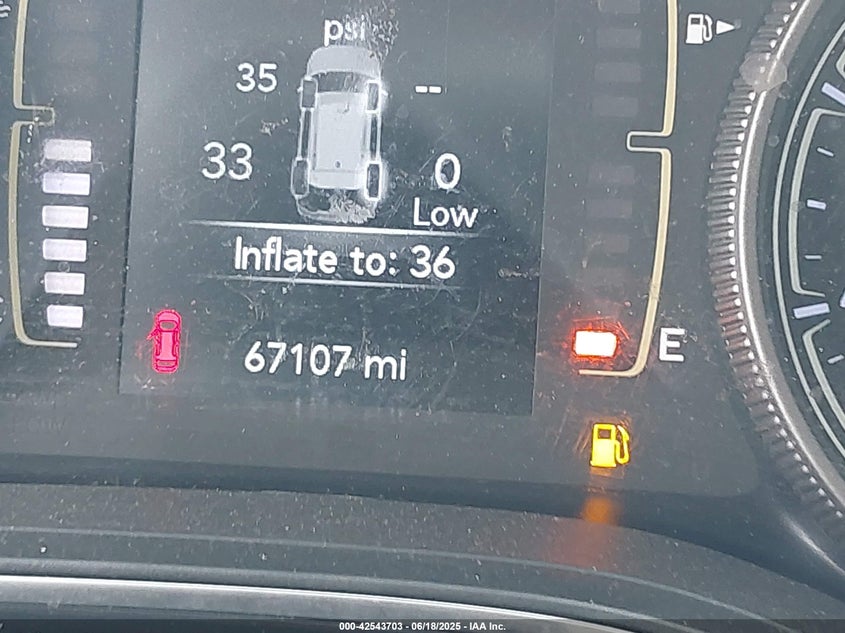 psi
35 --
33 0
Low
Inflate to: 36
67107 mi
E
000-42543703 - 06/18/2025 - IAA Inc.